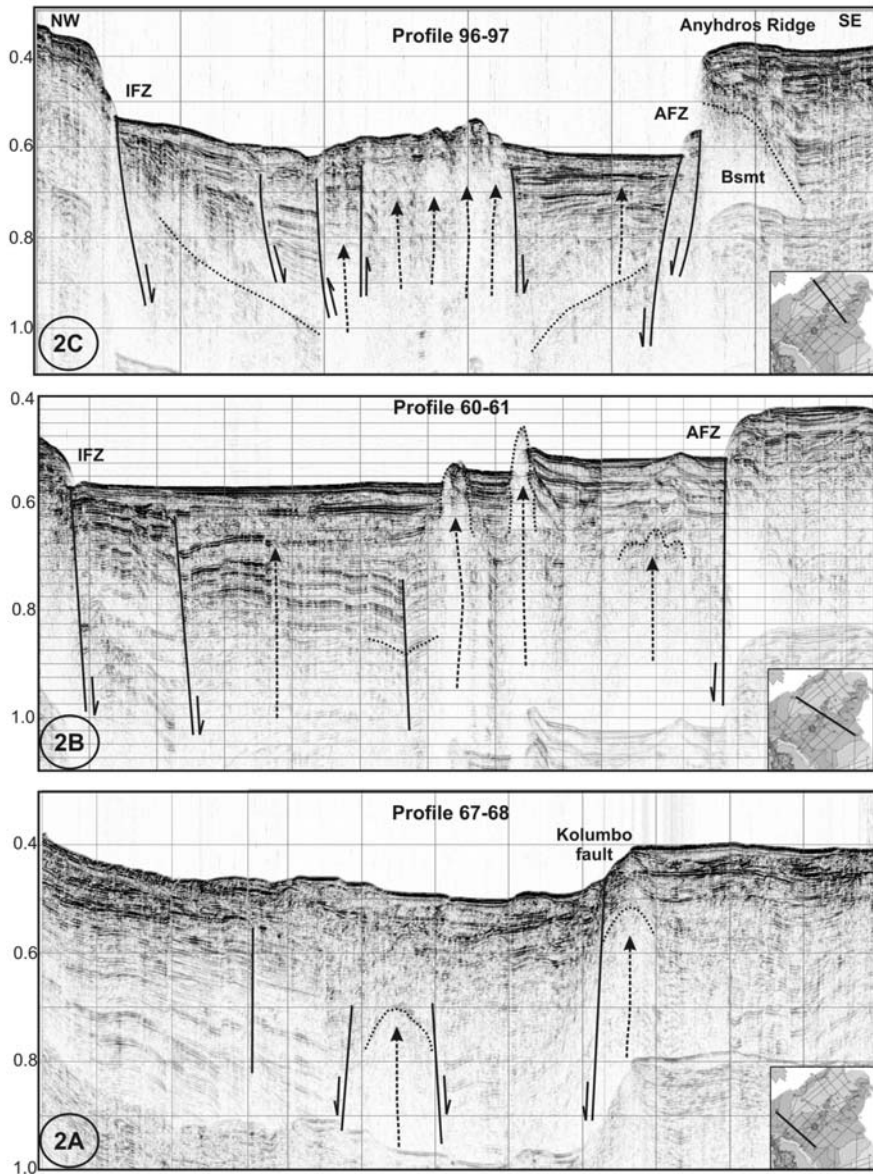 NW
Profile 96-97
Anyhdros Ridge
SE
0.4
IFZ
AFZ
0.6
Bsmt
0.8
1.0
2C
0.4
Profile 60-61
IFZ
AFZ
0.6
0.8
1.0
2B
Profile 67-68
0.4
Kolumbo
fault
0.6
0.8
2A
1.0